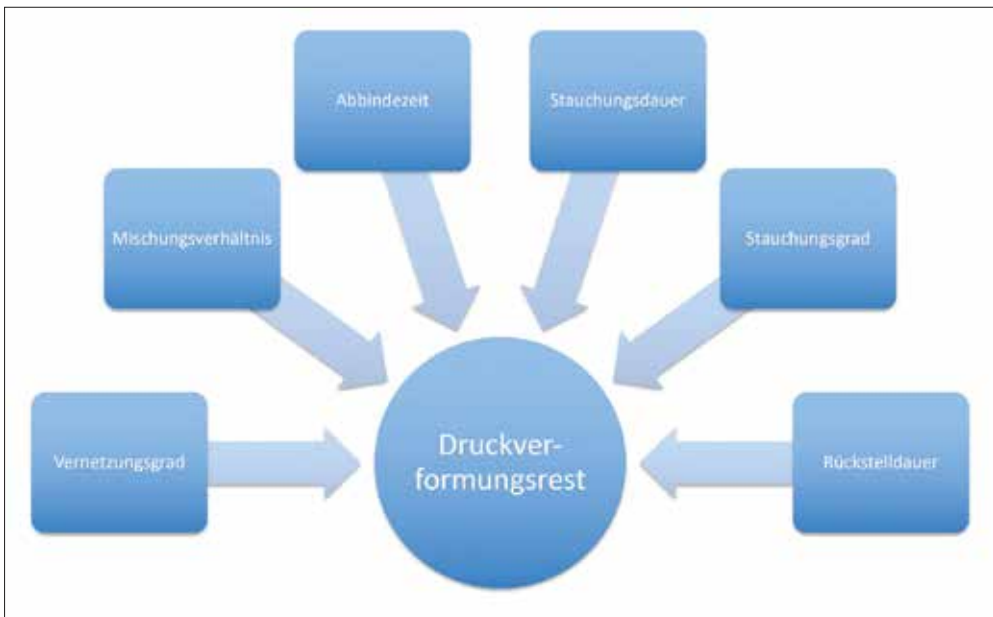 Abbindezeit
Stauchungsdauer
Mischungsverhältnis
Stauchungsgrad
Vernetzungsgrad
Druckver-
formungsrest
Rückstelldauer